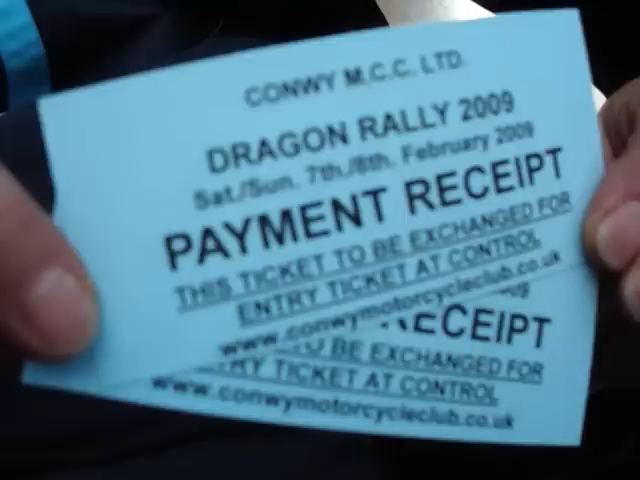 CONWY M.C.C. LTD.
DRAGON RALLY 2009
Sat./Sun. 7th./8th. February 2009
PAYMENT RECEIPT
THIS TICKET TO BE EXCHANGED FOR
ENTRY TICKET AT CONTROL
www.conwymotorcycleclub.co.uk
RECEIPT
TO BE EXCHANGED FOR
ENTRY TICKET AT CONTROL
www.conwymotorcycleclub.co.uk